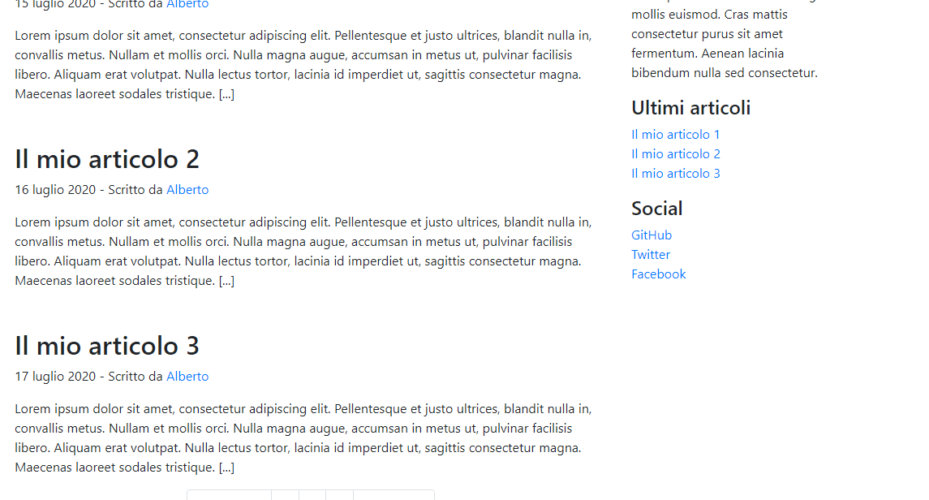 15 luglio 2020 - Scritto da Alberto
Lorem ipsum dolor sit amet, consectetur adipiscing elit. Pellentesque et justo ultrices, blandit nulla in,
convallis metus. Nullam et mollis orci. Nulla magna augue, accumsan in metus ut, pulvinar facilisis
libero. Aliquam erat volutpat. Nulla lectus tortor, lacinia id imperdiet ut, sagittis consectetur magna.
Maecenas laoreet sodales tristique. [...]
Il mio articolo 2
16 luglio 2020 - Scritto da Alberto
Lorem ipsum dolor sit amet, consectetur adipiscing elit. Pellentesque et justo ultrices, blandit nulla in,
convallis metus. Nullam et mollis orci. Nulla magna augue, accumsan in metus ut, pulvinar facilisis
libero. Aliquam erat volutpat. Nulla lectus tortor, lacinia id imperdiet ut, sagittis consectetur magna.
Maecenas laoreet sodales tristique. [...]
Il mio articolo 3
17 luglio 2020 - Scritto da Alberto
Lorem ipsum dolor sit amet, consectetur adipiscing elit. Pellentesque et justo ultrices, blandit nulla in,
convallis metus. Nullam et mollis orci. Nulla magna augue, accumsan in metus ut, pulvinar facilisis
libero. Aliquam erat volutpat. Nulla lectus tortor, lacinia id imperdiet ut, sagittis consectetur magna.
Maecenas laoreet sodales tristique. [...]
mollis euismod. Cras mattis
consectetur purus sit amet
fermentum. Aenean lacinia
bibendum nulla sed consectetur.
Ultimi articoli
Il mio articolo 1
Il mio articolo 2
Il mio articolo 3
Social
GitHub
Twitter
Facebook